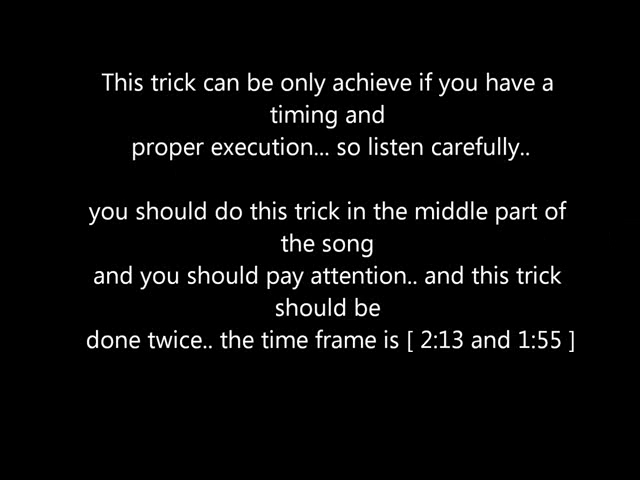 This trick can be only achieve if you have a
timing and
proper execution... so listen carefully..
you should do this trick in the middle part of
the song
and you should pay attention.. and this trick
should be
done twice.. the time frame is [ 2:13 and 1:55 ]